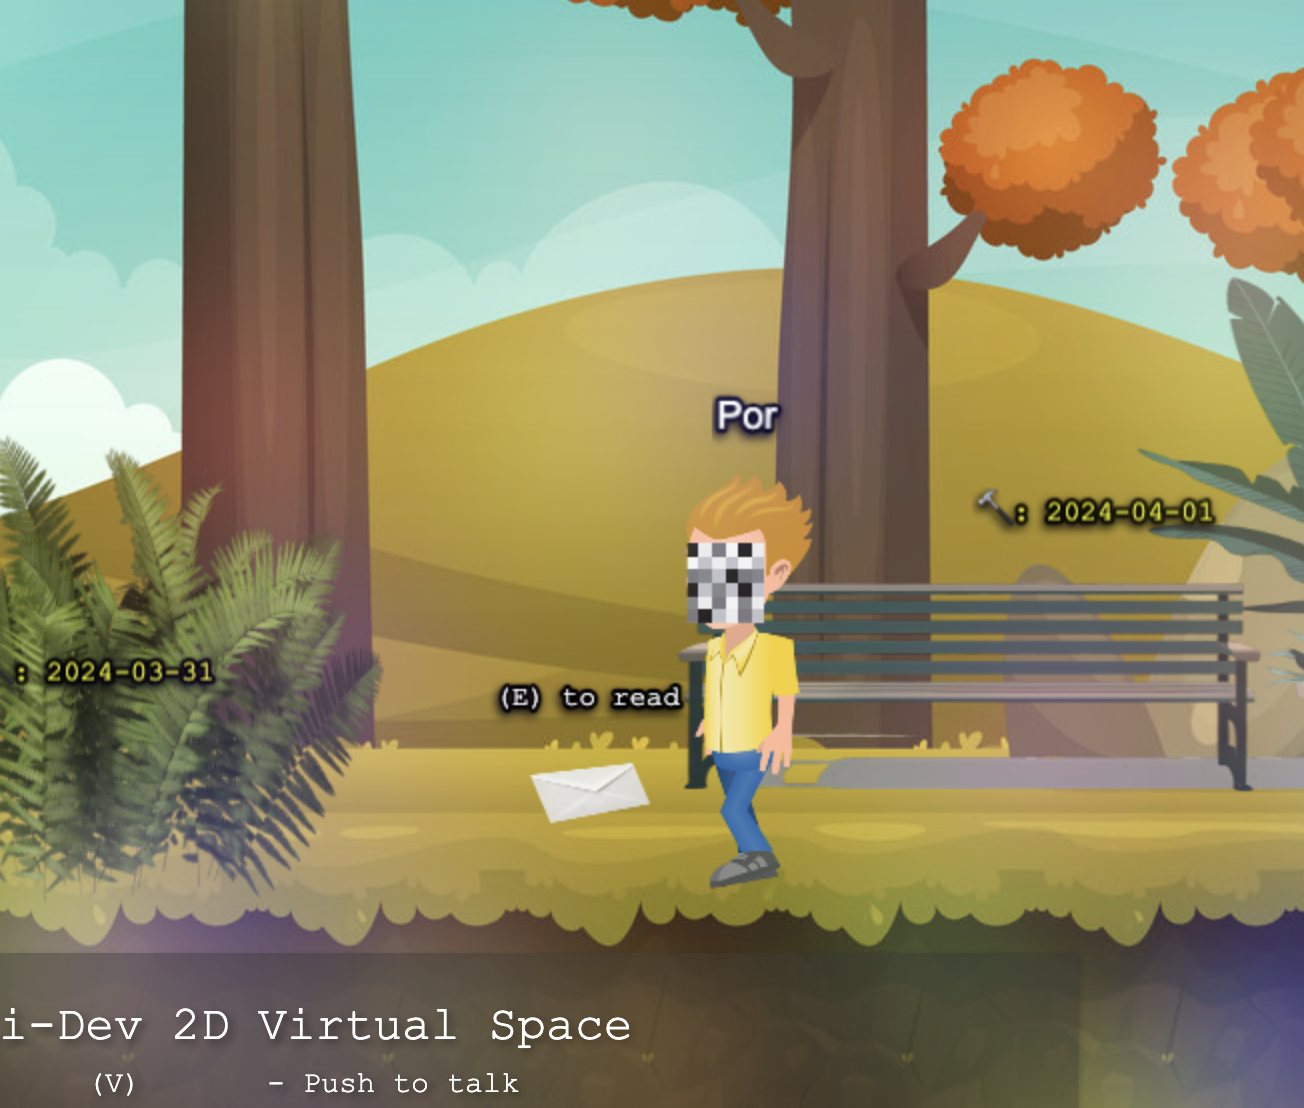 Por
: 2024-04-01
: 2024-03-31
(E) to read
i-Dev 2D Virtual Space
(V) - Push to talk